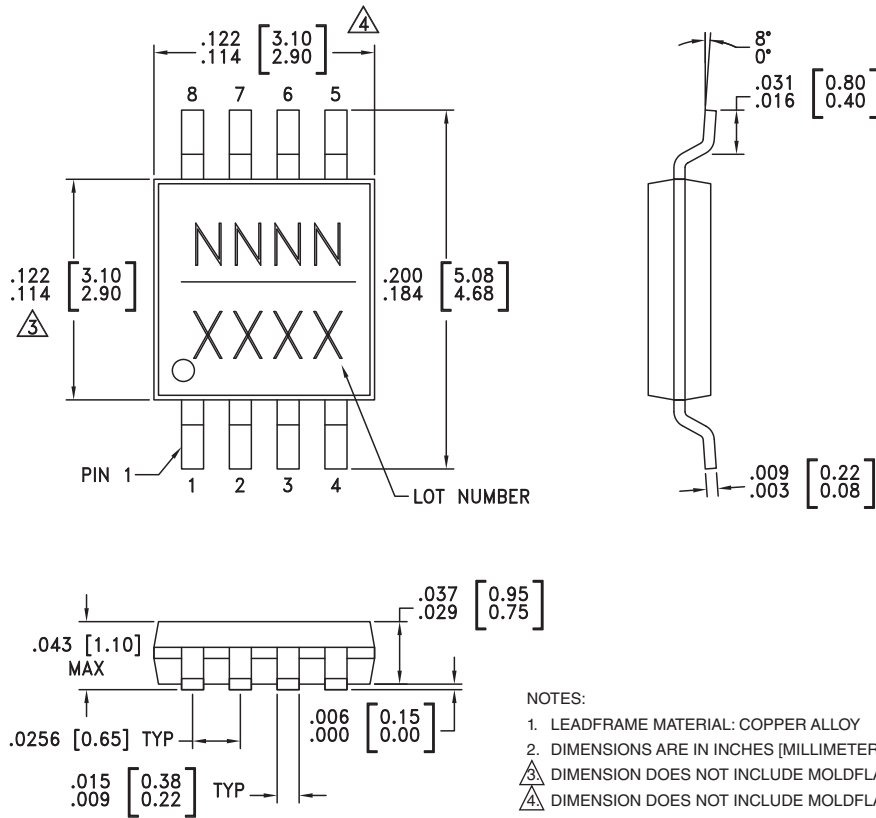 .122 [3.10]
.114 [2.90]
4
8 7 6 5
8°
0°
.031 [0.80]
.016 [0.40]
NNNN
XXXX
.122 [3.10]
.114 [2.90]
3
.200 [5.08]
.184 [4.68]
PIN 1
1 2 3 4
LOT NUMBER
.009 [0.22]
.003 [0.08]
.043 [1.10]
MAX
.037 [0.95]
.029 [0.75]
.0256 [0.65] TYP
.006 [0.15]
.000 [0.00]
.015 [0.38]
.009 [0.22]
TYP
NOTES:
1. LEADFRAME MATERIAL: COPPER ALLOY
2. DIMENSIONS ARE IN INCHES [MILLIMETER
3. DIMENSION DOES NOT INCLUDE MOLDFLA
4. DIMENSION DOES NOT INCLUDE MOLDFLA